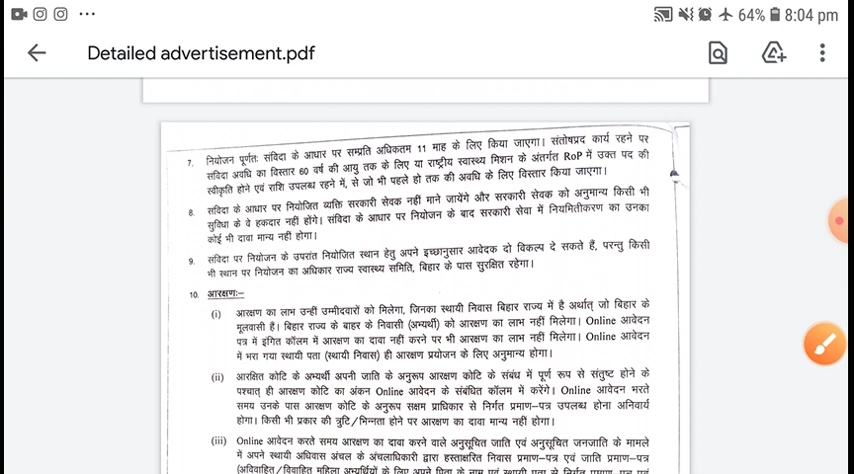 64% 8:04 pm
Detailed advertisement.pdf
7. नियोजन पूर्णतः संविदा के आधार पर सम्प्रति अधिकतम 11 माह के लिए किया जाएगा। संतोषप्रद कार्य रहने पर
संविदा अवधि का विस्तार 60 वर्ष की आयु तक के लिए या राष्ट्रीय स्वास्थ्य मिशन के अंतर्गत RoP में उक्त पद की
स्वीकृति होने एवं राशि उपलब्ध रहने में, से जो भी पहले हो तक की अवधि के लिए विस्तार किया जाएगा।
8. संविदा के आधार पर नियोजित व्यक्ति सरकारी सेवक नहीं माने जायेंगे और सरकारी सेवक को अनुमान्य किसी भी
सुविधा के वे हकदार नहीं होंगे। संविदा के आधार पर नियोजन के बाद सरकारी सेवा में नियमितीकरण का उनका
कोई भी दावा मान्य नहीं होगा।
9. संविदा पर नियोजन के उपरांत नियोजित स्थान हेतु अपने इच्छानुसार आवेदक दो विकल्प दे सकते हैं, परन्तु किसी
भी स्थान पर नियोजन का अधिकार राज्य स्वास्थ्य समिति, बिहार के पास सुरक्षित रहेगा।
10. आरक्षण:–
(i) आरक्षण का लाभ उन्हीं उम्मीदवारों को मिलेगा, जिनका स्थायी निवास बिहार राज्य में है अर्थात् जो बिहार के
मूलवासी हैं। बिहार राज्य के बाहर के निवासी (अभ्यर्थी) को आरक्षण का लाभ नहीं मिलेगा। Online आवेदन
पत्र में इंगित कॉलम में आरक्षण का दावा नहीं करने पर भी आरक्षण का लाभ नहीं मिलेगा। Online आवेदन
में भरा गया स्थायी पता (स्थायी निवास) ही आरक्षण प्रयोजन के लिए अनुमान्य होगा।
(ii) आरक्षित कोटि के अभ्यर्थी अपनी जाति के अनुरूप आरक्षण कोटि के संबंध में पूर्ण रूप से संतुष्ट होने के
पश्चात् ही आरक्षण कोटि का अंकन Online आवेदन के संबंधित कॉलम में करेंगे। Online आवेदन भरते
समय उनके पास आरक्षण कोटि के अनुरूप सक्षम प्राधिकार से निर्गत प्रमाण–पत्र उपलब्ध होना अनिवार्य
होगा। किसी भी प्रकार की त्रुटि/भिन्नता होने पर आरक्षण का दावा मान्य नहीं होगा।
(iii) Online आवेदन करते समय आरक्षण का दावा करने वाले अनुसूचित जाति एवं अनुसूचित जनजाति के मामले
में अपने स्थायी अधिवास अंचल के अंचलाधिकारी द्वारा हस्ताक्षरित निवास प्रमाण–पत्र एवं जाति प्रमाण–पत्र
(अविवाहित/विवाहित महिला अभ्यर्थियों के लिए अपने पिता के नाम एवं स्थायी पता से निर्गत